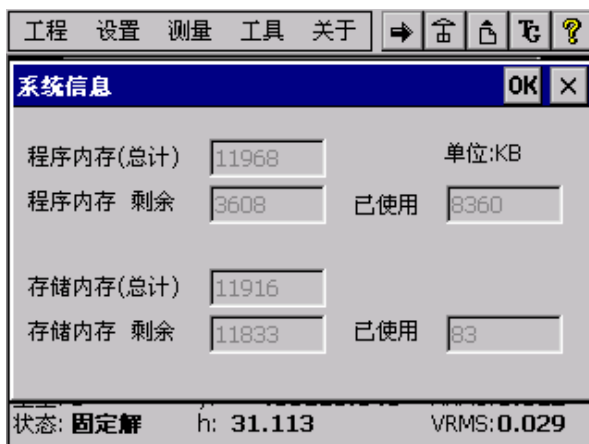 工程 设置 测量 工具 关于
系统信息 OK ×
程序内存(总计) 11968 单位:KB
程序内存 剩余 3608 已使用 8360
存储内存(总计) 11916
存储内存 剩余 11833 已使用 83
状态: 固定解 h: 31.113 VRMS:0.029